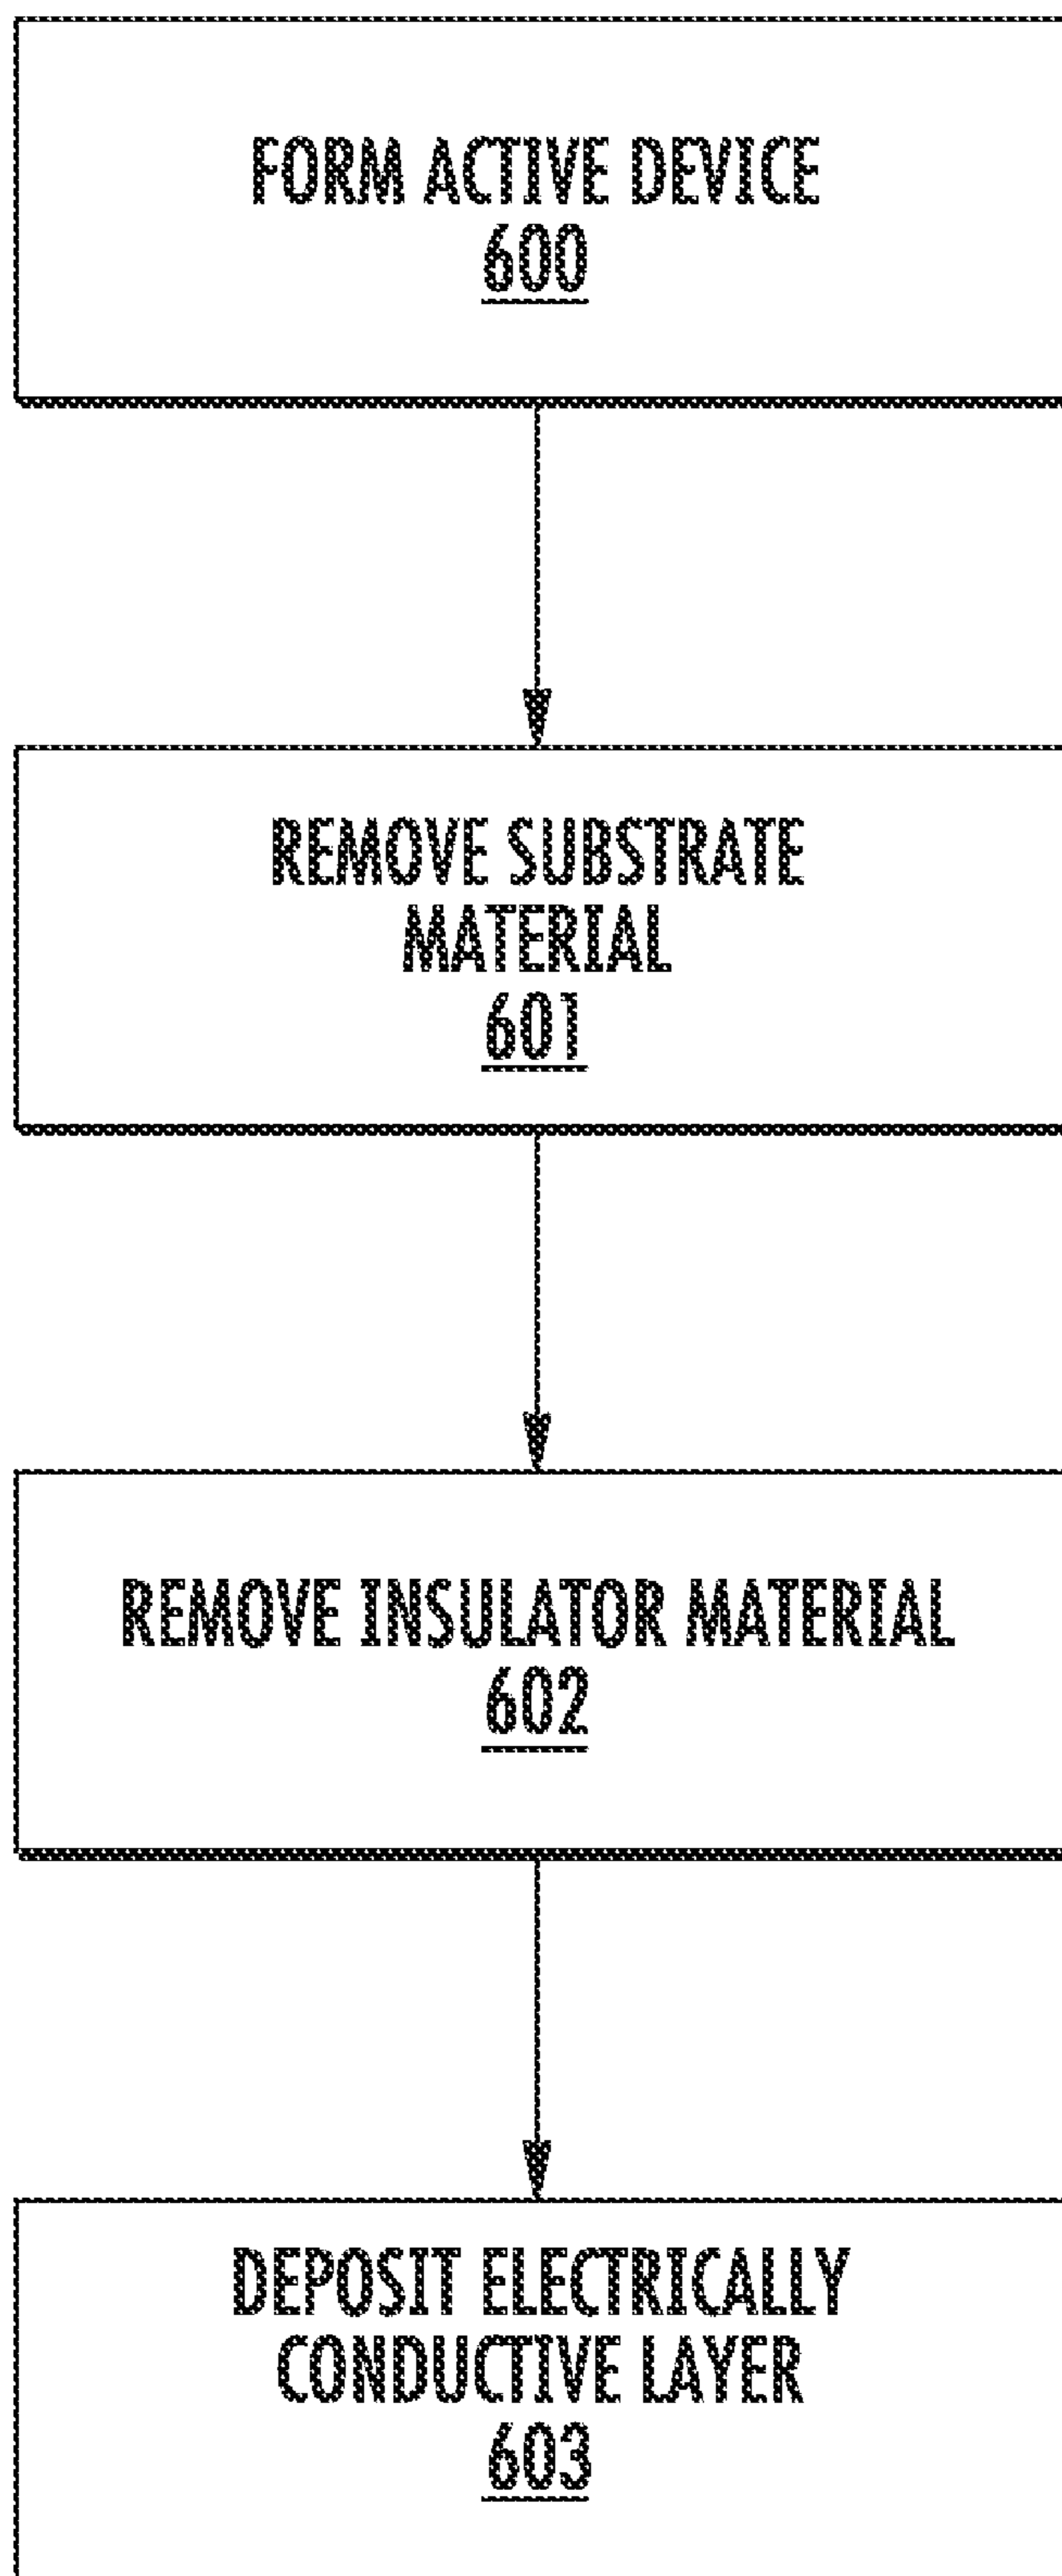 FORM ACTIVE DEVICE
600
REMOVE SUBSTRATE
MATERIAL
601
REMOVE INSULATOR MATERIAL
602
DEPOSIT ELECTRICALLY
CONDUCTIVE LAYER
603